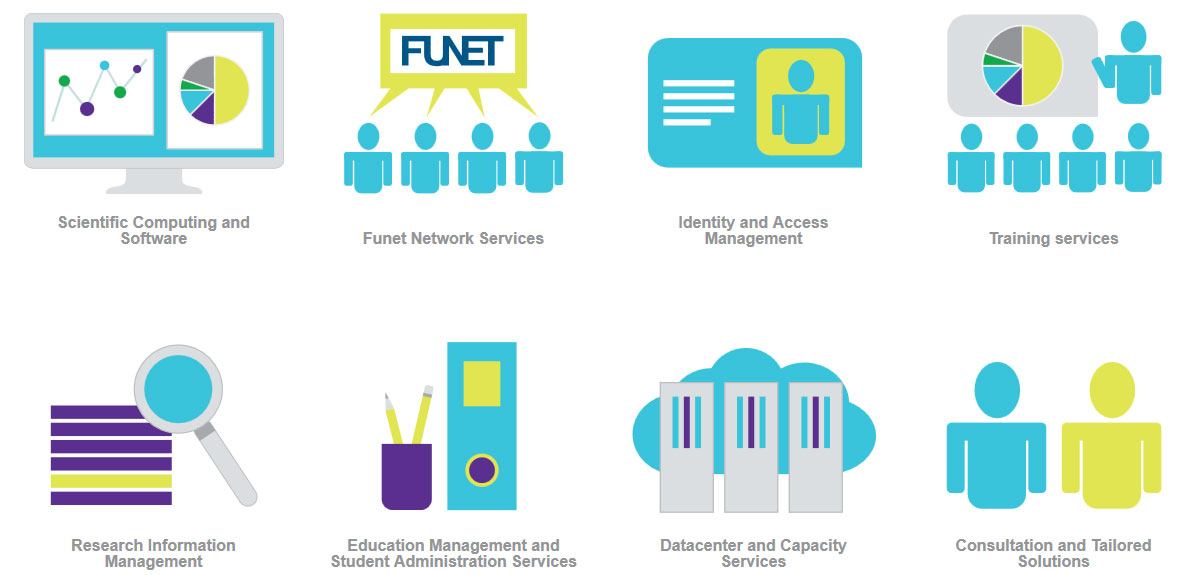 FUNET
Scientific Computing and
Software
Funet Network Services
Identity and Access
Management
Training services
Research Information
Management
Education Management and
Student Administration Services
Datacenter and Capacity
Services
Consultation and Tailored
Solutions